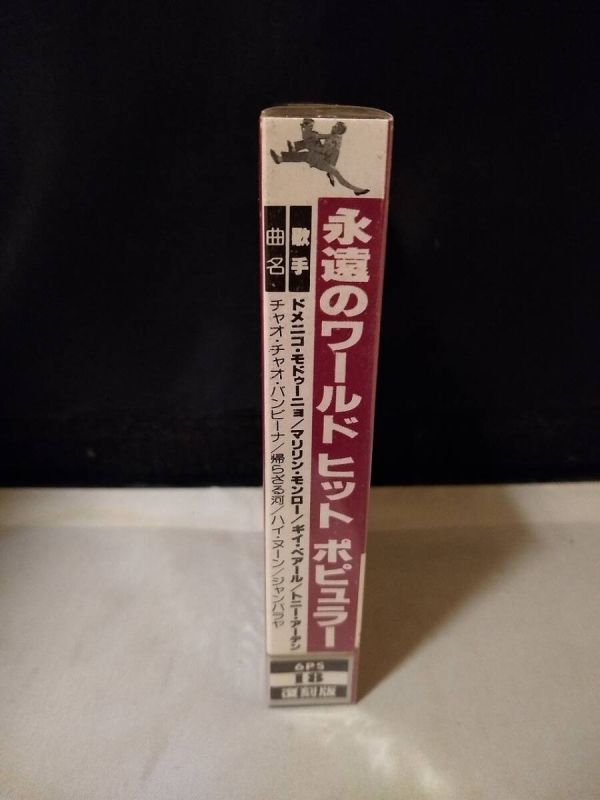 永遠のワールド ヒット ポピュラー
歌手
ドメニコ・モドゥーニョ/マリリン・モンロー/ギイ・ベアール/トニー・アーデン
曲名
チャオ・チャオ・バンビーナ/帰らざる河/ハイ・ヌーン/ジャンバラヤ
6PS
18
復刻版